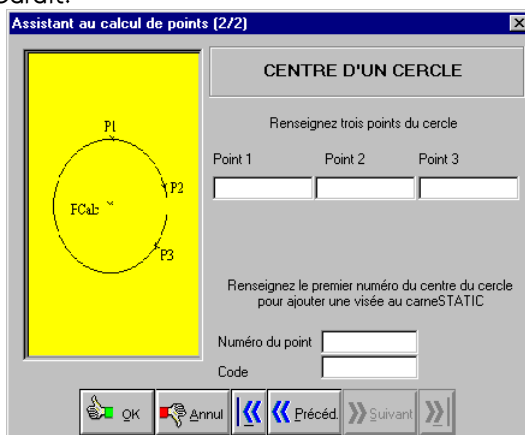 Assistant au calcul de points (2/2)
CENTRE D'UN CERCLE
Renseignez trois points du cercle
Point 1 Point 2 Point 3
P1
P2
FCalc
P3
Renseignez le premier numéro du centre du cercle
pour ajouter une visée au carneSTATIC
Numéro du point
Code
OK Annul Précéd. Suivant